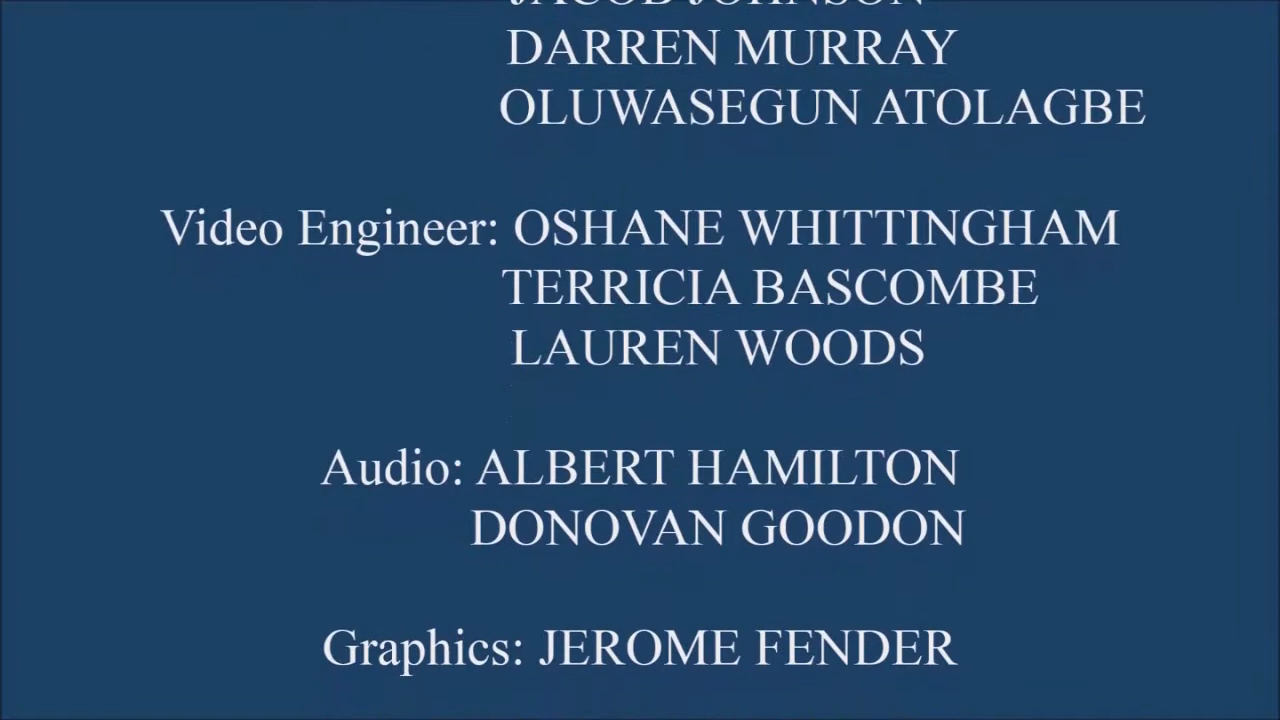 JACOB JOHNSON
DARREN MURRAY
OLUWASEGUN ATOLAGBE
Video Engineer: OSHANE WHITTINGHAM
TERRICIA BASCOMBE
LAUREN WOODS
Audio: ALBERT HAMILTON
DONOVAN GOODON
Graphics: JEROME FENDER